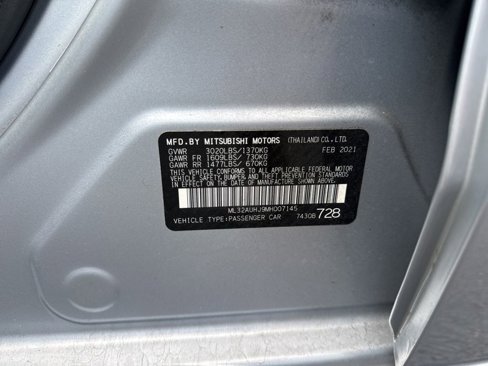 MFD.BY MITSUBISHI MOTORS (THAILAND)CO.,LTD.
GVWR 3020LBS/1370KG FEB 2021
GAWR FR 1609LBS/ 730KG
GAWR RR 1477LBS/ 670KG
THIS VEHICLE CONFORMS TO ALL APPLICABLE FEDERAL MOTOR
VEHICLE SAFETY, BUMPER, AND THEFT PREVENTION STANDARDS
IN EFFECT ON THE DATE OF MANUFACTURE SHOWN ABOVE.
ML32AUHJ9MH007145
VEHICLE TYPE:PASSENGER CAR 7430B 728